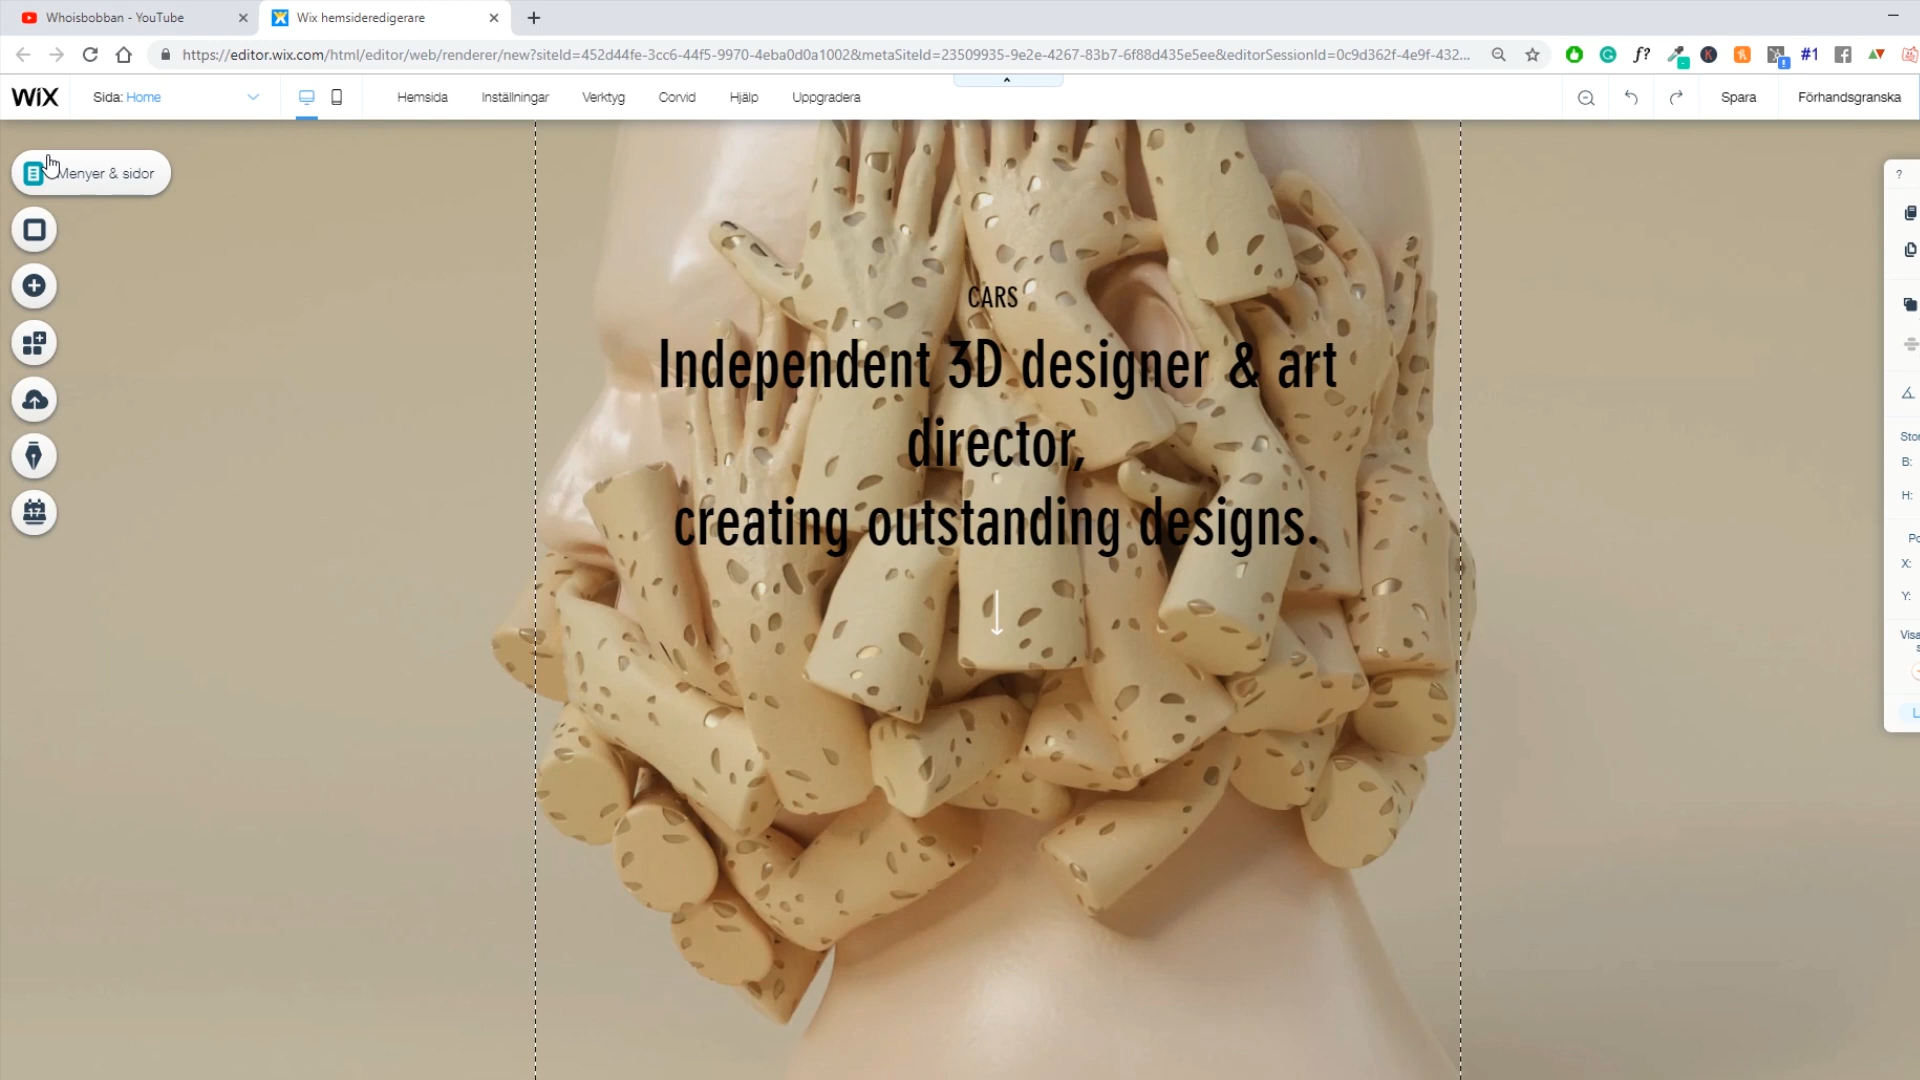 Whoisbobban - YouTube
Wix hemsideredigerare
https://editor.wix.com/html/editor/web/renderer/new?siteId=452d44fe-3cc6-44f5-9970-4eba0d0a1002&metaSiteId=23509935-9e2e-4267-83b7-6f88d435e5ee&editorSessionId=0c9d362f-4e9f-432...
f?
K
#1
WiX
Sida: Home
Hemsida
Inställningar
Verktyg
Corvid
Hjälp
Uppgradera
Spara
Förhandsgranska
Menyer & sidor
17
?
CARS
Independent 3D designer & art
director,
creating outstanding designs.
B:
H:
X:
Y: